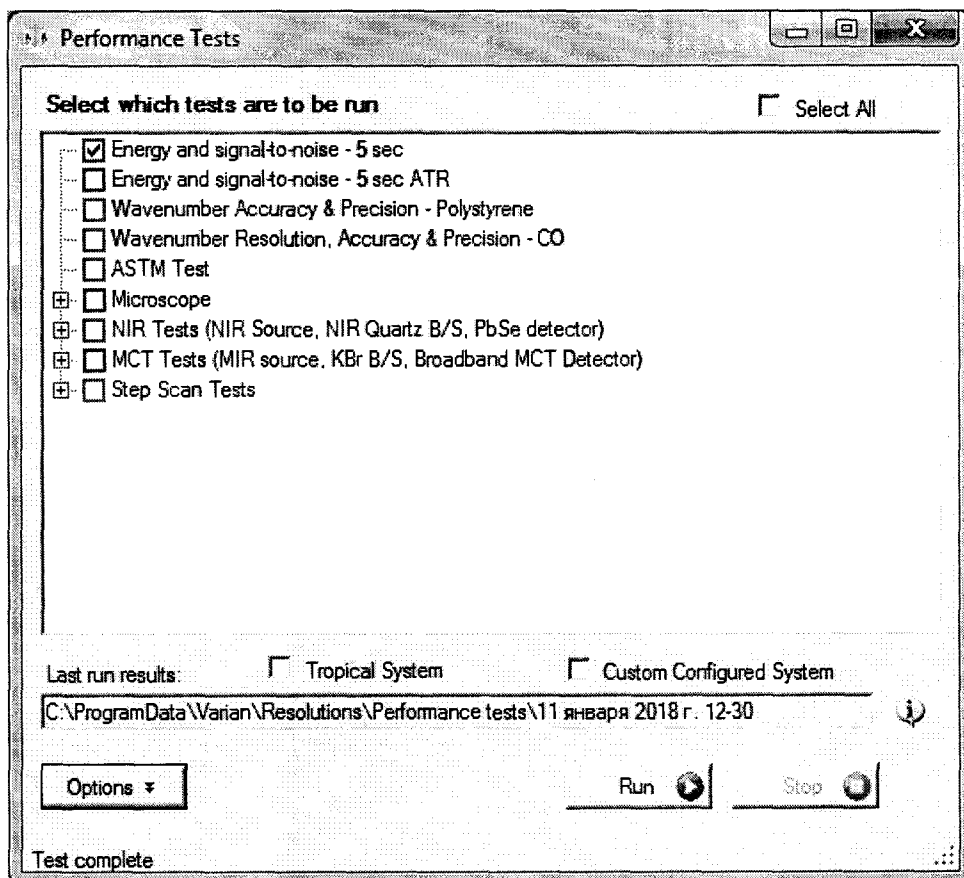 Performance Tests
Select which tests are to be run
Select All
Energy and signal-to-noise - 5 sec
Energy and signal-to-noise - 5 sec ATR
Wavenumber Accuracy & Precision - Polystyrene
Wavenumber Resolution, Accuracy & Precision - CO
ASTM Test
Microscope
NIR Tests (NIR Source, NIR Quartz B/S, PbSe detector)
MCT Tests (MIR source, KBr B/S, Broadband MCT Detector)
Step Scan Tests
Last run results:
Tropical System
Custom Configured System
C:\ProgramData\Varian\Resolutions\Performance tests\11 января 2018 г. 12-30
Options
Run
Stop
Test complete